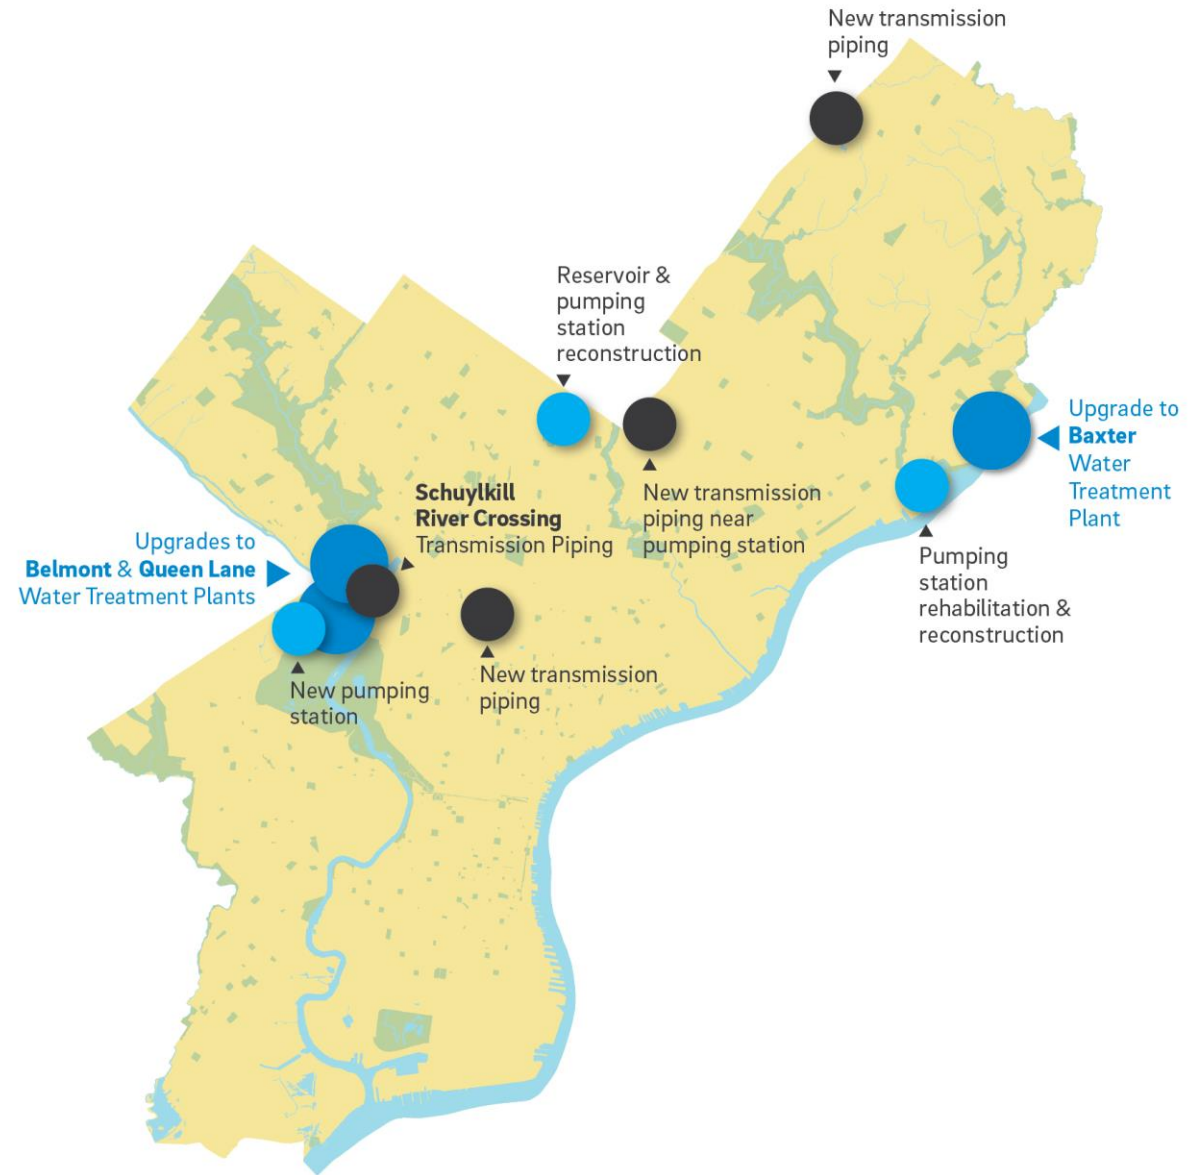 New transmission
piping
Reservoir &
pumping
station
reconstruction
Upgrade to
Baxter
Water
Treatment
Plant
Schuylkill
River Crossing
Transmission Piping
New transmission
piping near
pumping station
Upgrades to
Belmont & Queen Lane
Water Treatment Plants
Pumping
station
rehabilitation &
reconstruction
New pumping
station
New transmission
piping